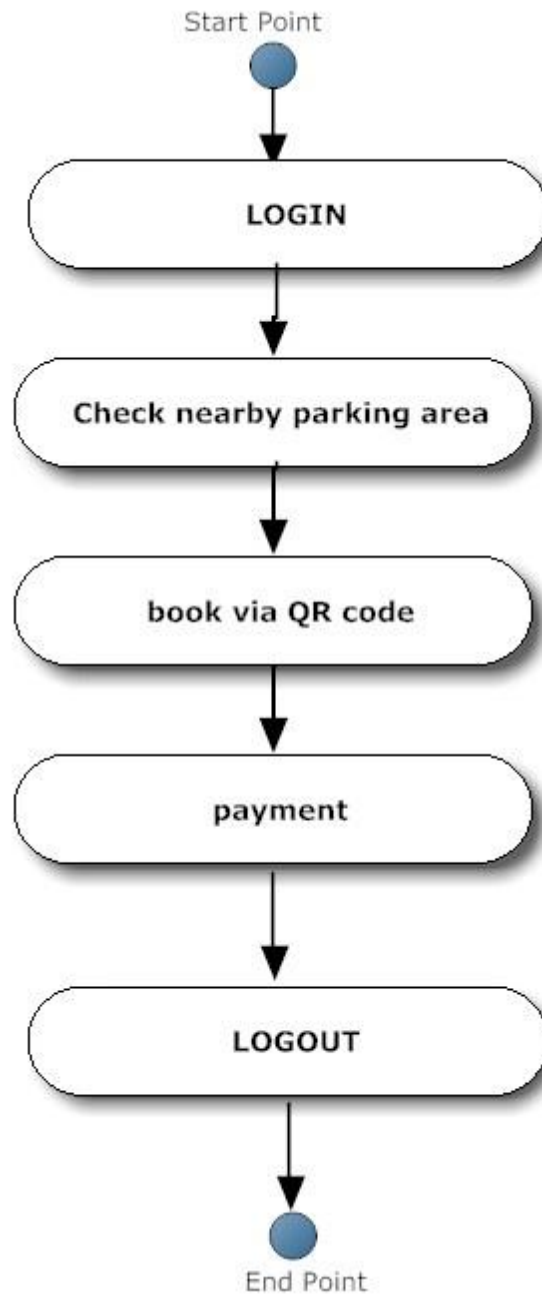 Start Point
LOGIN
Check nearby parking area
book via QR code
payment
LOGOUT
End Point